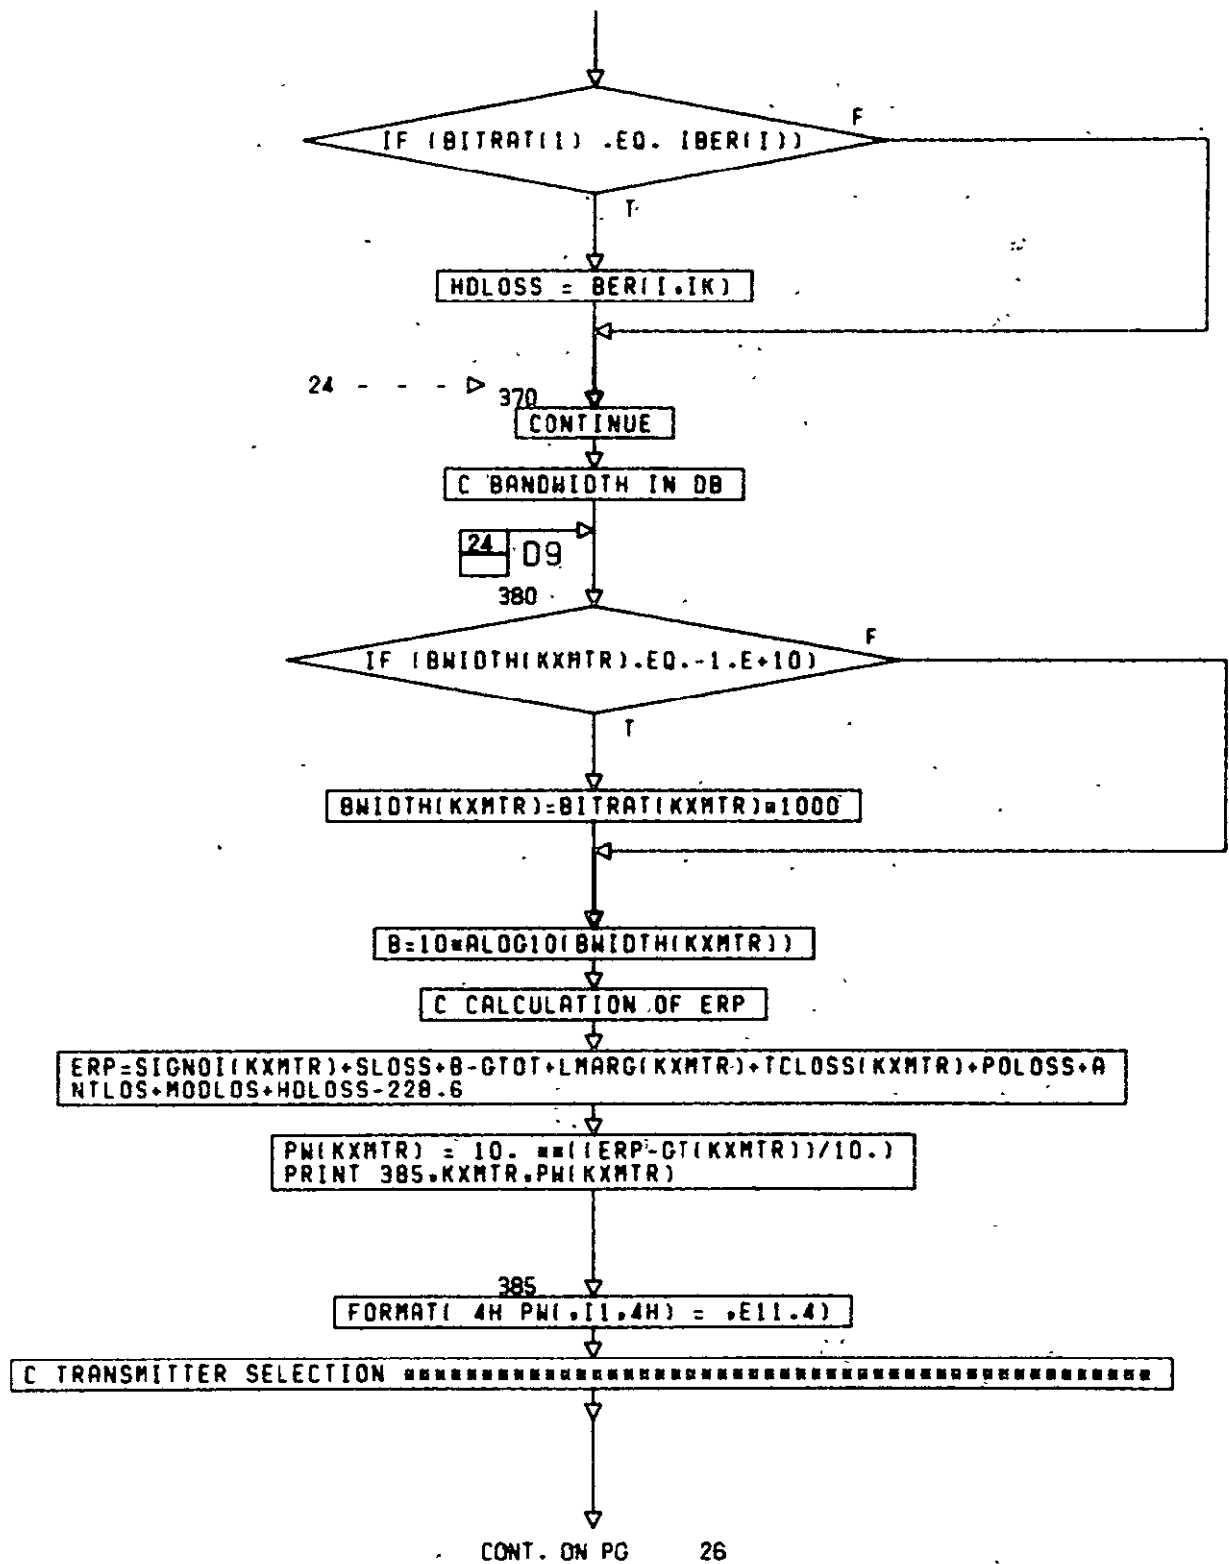 F
IF (BITRAT(1) .EQ. IBER(I))
T
HDLOSS = BER(I,IK)
24 - - - ▷ 370
CONTINUE
C BANDWIDTH IN DB
24 D9
380
F
IF (BWIDTH(KXMTR).EQ.-1.E+10)
T
BWIDTH(KXMTR)=BITRAT(KXMTR)*1000
B=10*ALOG10(BWIDTH(KXMTR))
C CALCULATION OF ERP
ERP=SIGNOI(KXMTR)+SLOSS+B-GTOT+LMARG(KXMTR)+TCLOSS(KXMTR)+POLOSS+A
NTLOS+MODLOS+HDLOSS-228.6
PW(KXMTR) = 10. **((ERP-GT(KXMTR))/10.)
PRINT 385,KXMTR,PW(KXMTR)
385
FORMAT( 4H PW(,I1,4H) = ,E11.4)
C TRANSMITTER SELECTION ************************************************
CONT. ON PG 26